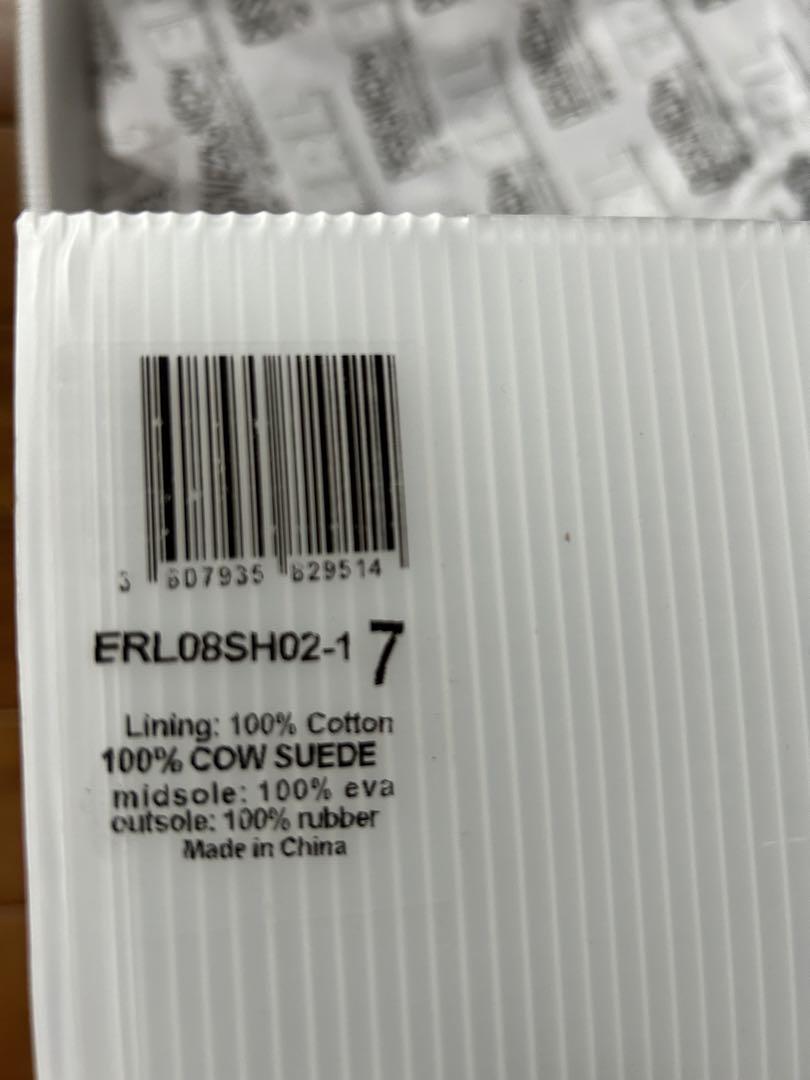 3 607935 829514
ERL08SH02-1 7
Lining: 100% Cotton
100% COW SUEDE
midsole: 100% eva
outsole: 100% rubber
Made in China